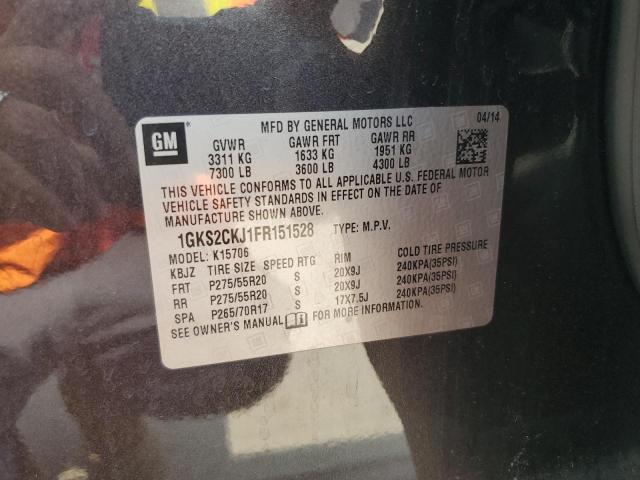 GM
MFD BY GENERAL MOTORS LLC
04/14
GVWR GAWR FRT GAWR RR
3311 KG 1633 KG 1951 KG
7300 LB 3600 LB 4300 LB
THIS VEHICLE CONFORMS TO ALL APPLICABLE U.S. FEDERAL MOTOR
VEHICLE SAFETY STANDARDS IN EFFECT ON THE DATE OF
MANUFACTURE SHOWN ABOVE.
1GKS2CKJ1FR151528 TYPE: M.P.V.
MODEL: K15706
KBJZ TIRE SIZE SPEED RTG RIM COLD TIRE PRESSURE
FRT P275/55R20 S 20X9J 240KPA(35PSI)
RR P275/55R20 S 20X9J 240KPA(35PSI)
SPA P265/70R17 S 17X7.5J 240KPA(35PSI)
SEE OWNER'S MANUAL FOR MORE INFORMATION.